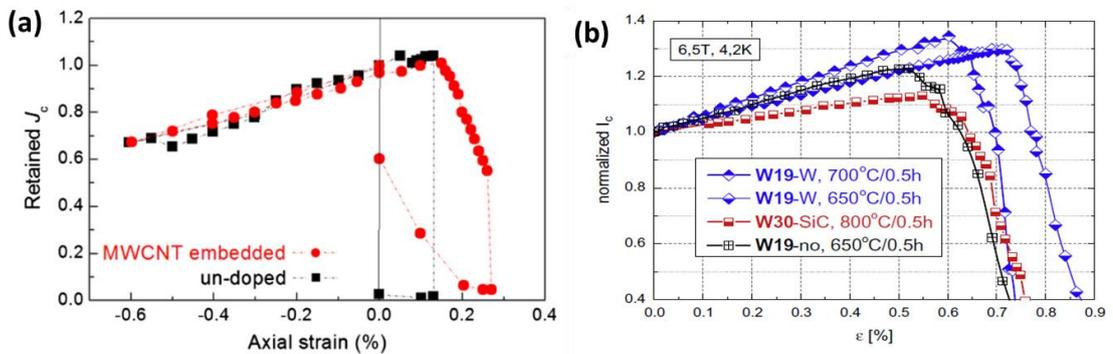 (a)
1.2
1.0
0.8
0.6
0.4
0.2
0.0
Retained Jc
MWCNT embedded
un-doped
-0.6 -0.4 -0.2 0.0 0.2 0.4
Axial strain (%)
(b)
1.4
1.2
1.0
0.8
0.6
0.4
normalized Ic
6,5T, 4,2K
W19-W, 700°C/0.5h
W19-W, 650°C/0.5h
W30-SiC, 800°C/0.5h
W19-no, 650°C/0.5h
0.0 0.1 0.2 0.3 0.4 0.5 0.6 0.7 0.8 0.9
ε [%]